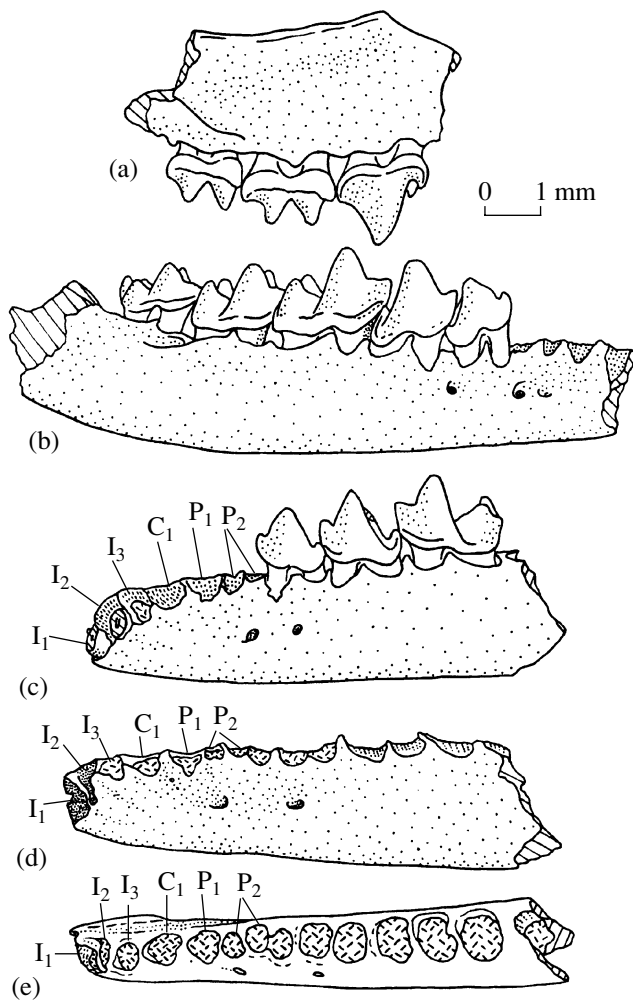 (a)
0 1 mm
(b)
I₁ I₂ I₃ C₁ P₁ P₂
(c)
I₁ I₂ I₃ C₁ P₁ P₂
(d)
I₁ I₂ I₃ C₁ P₁ P₂
(e)